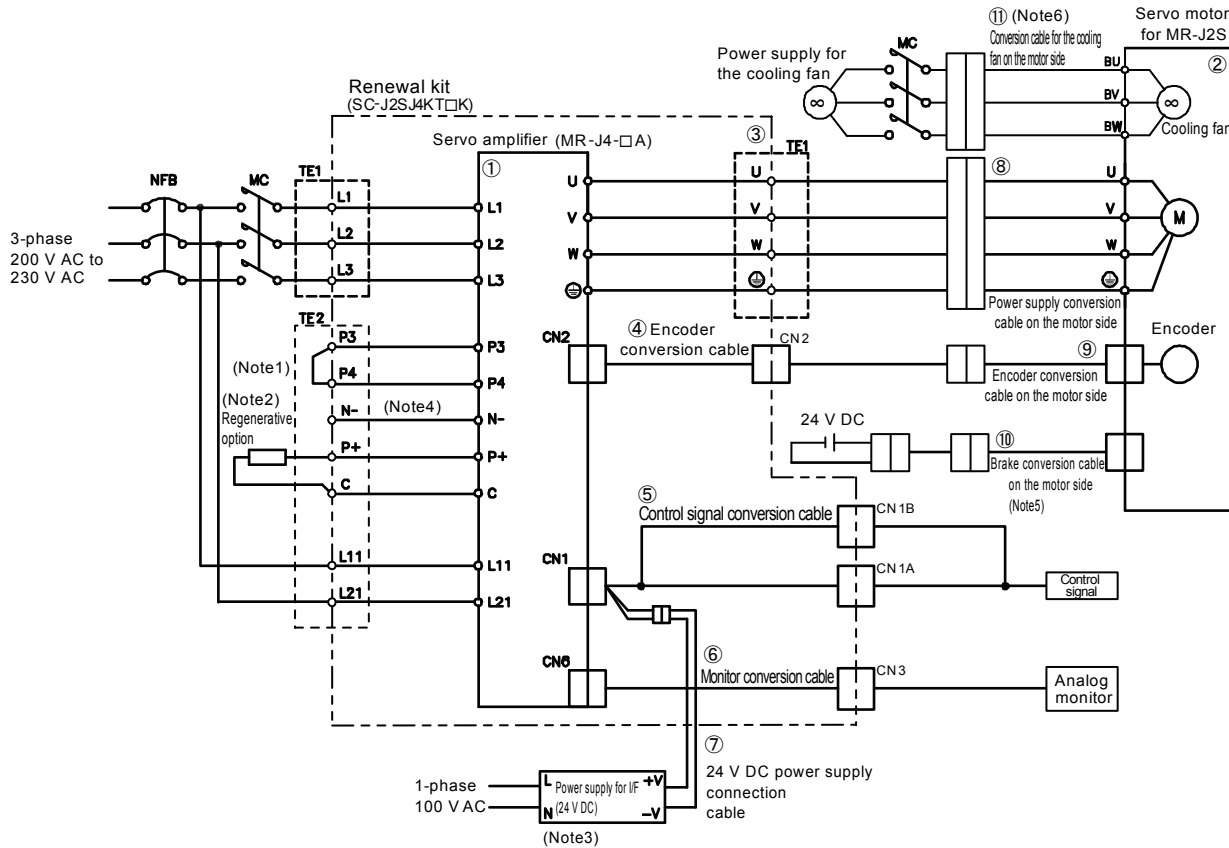 ⑪ (Note6)
Conversion cable for the cooling
fan on the motor side
Servo motor
for MR-J2S
②
Power supply for
the cooling fan
MC
BU
BV
BW
Cooling fan
Renewal kit
(SC-J2SJ4KT□K)
Servo amplifier (MR-J4-□A)
①
③
TE1
⑧
NFB
MC
TE1
3-phase
200 V AC to
230 V AC
L1
L2
L3
L1
L2
L3
U
V
W
U
V
W
U
V
W
M
Power supply conversion
cable on the motor side
TE2
P3
P4
N-
P+
C
L11
L21
(Note1)
(Note2)
Regenerative
option
(Note4)
P3
P4
N-
P+
C
L11
L21
CN2
④ Encoder
conversion cable
CN2
⑨
Encoder conversion
cable on the motor side
Encoder
24 V DC
⑩
Brake conversion cable
on the motor side
(Note5)
⑤
Control signal conversion cable
CN1B
CN1
CN1A
Control
signal
CN6
⑥
Monitor conversion cable
CN3
Analog
monitor
⑦
24 V DC power supply
connection
cable
1-phase
100 V AC
L
N
Power supply for I/F
(24 V DC)
+V
−V
(Note3)